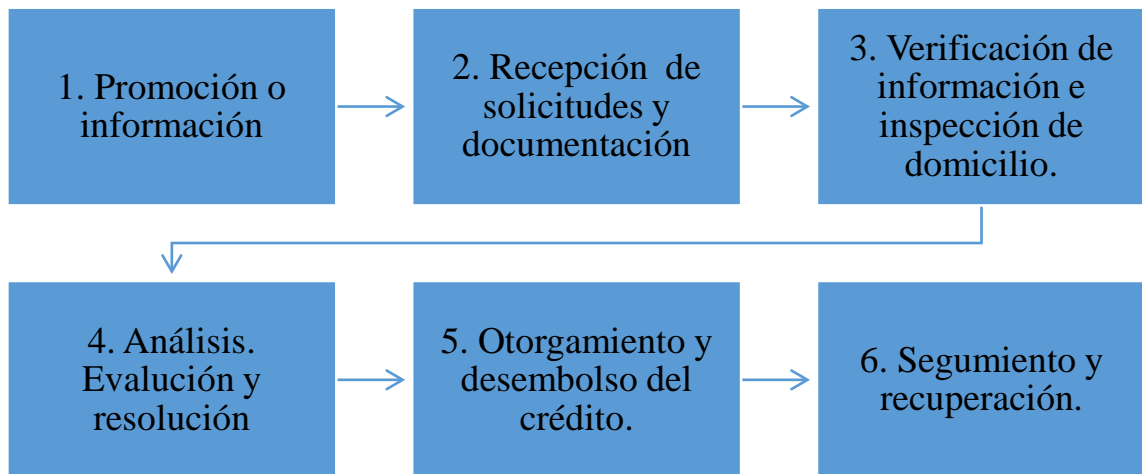 1. Promoción o
información
2. Recepción de
solicitudes y
documentación
3. Verificación de
información e
inspección de
domicilio.
4. Análisis.
Evalución y
resolución
5. Otorgamiento y
desembolso del
crédito.
6. Segumiento y
recuperación.